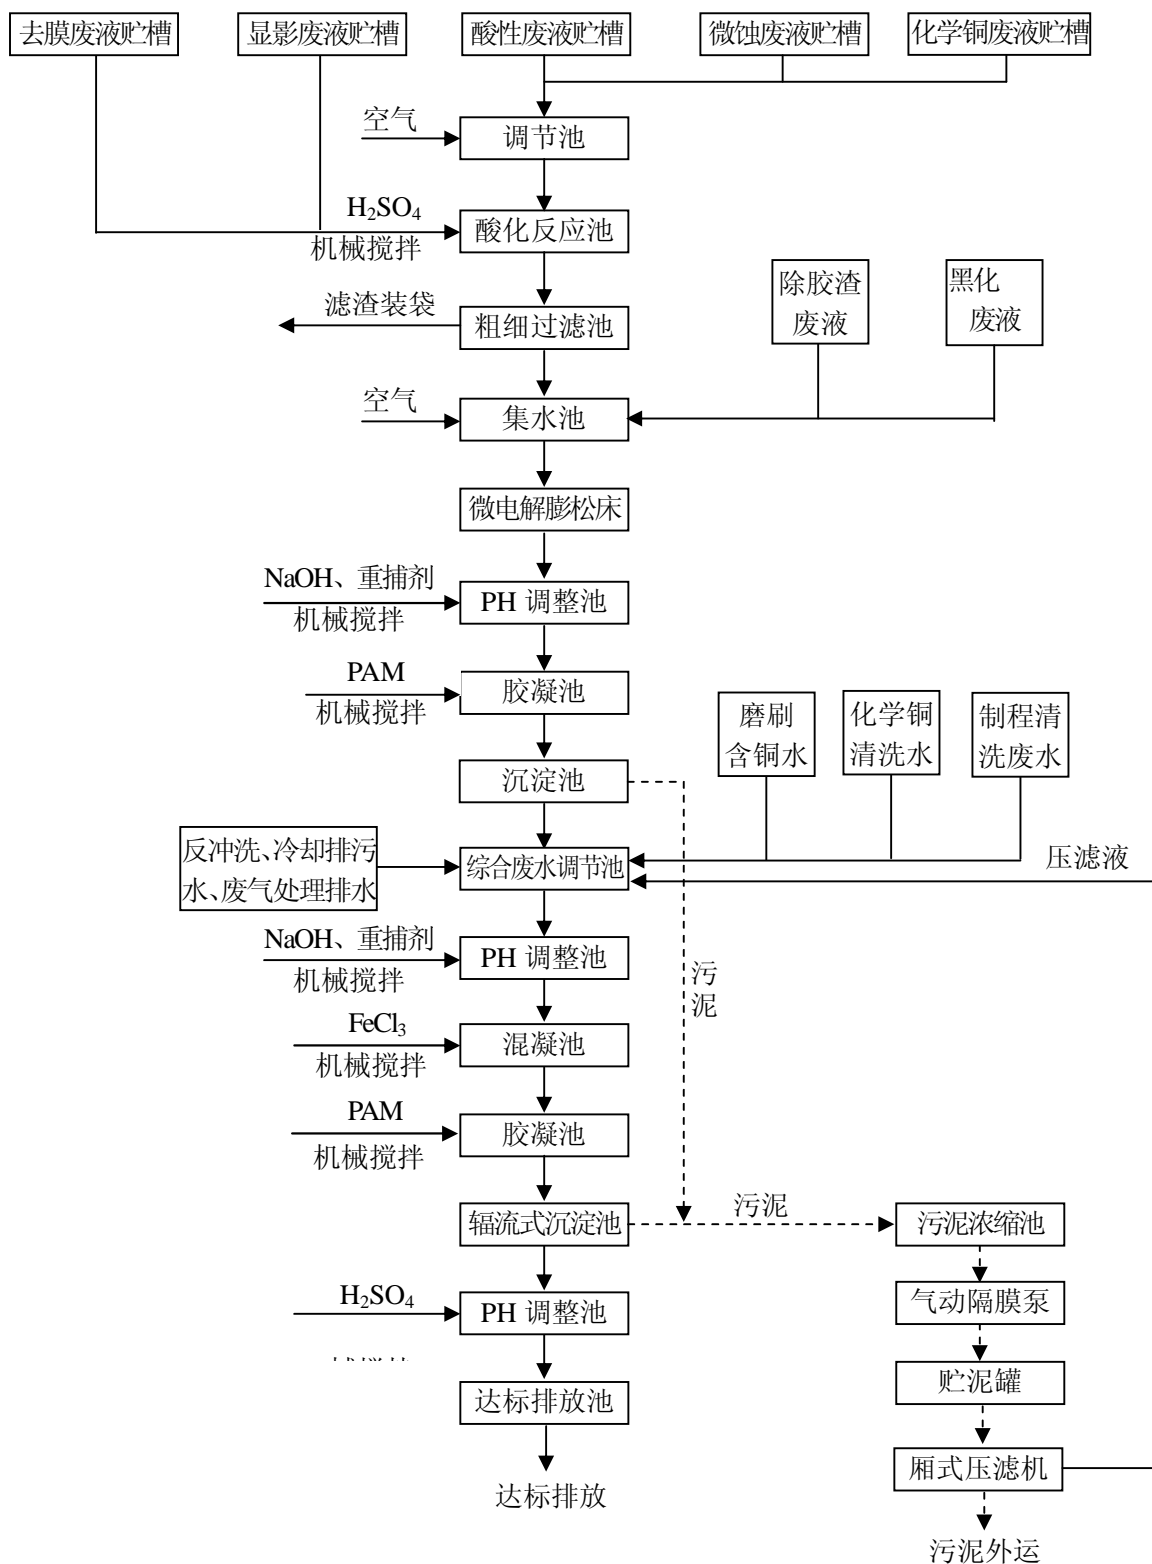 去膜废液贮槽
显影废液贮槽
酸性废液贮槽
微蚀废液贮槽
化学铜废液贮槽
空气
调节池
H₂SO₄
机械搅拌
酸化反应池
滤渣装袋
粗细过滤池
除胶渣
废液
黑化
废液
空气
集水池
微电解膨松床
NaOH、重捕剂
机械搅拌
PH 调整池
PAM
机械搅拌
胶凝池
磨刷
含铜水
化学铜
清洗水
制程清
洗废水
沉淀池
反冲洗、冷却排污
水、废气处理排水
综合废水调节池
压滤液
NaOH、重捕剂
机械搅拌
PH 调整池
污
泥
FeCl₃
机械搅拌
混凝池
PAM
机械搅拌
胶凝池
辐流式沉淀池
污泥
污泥浓缩池
H₂SO₄
PH 调整池
气动隔膜泵
贮泥罐
达标排放池
厢式压滤机
达标排放
污泥外运